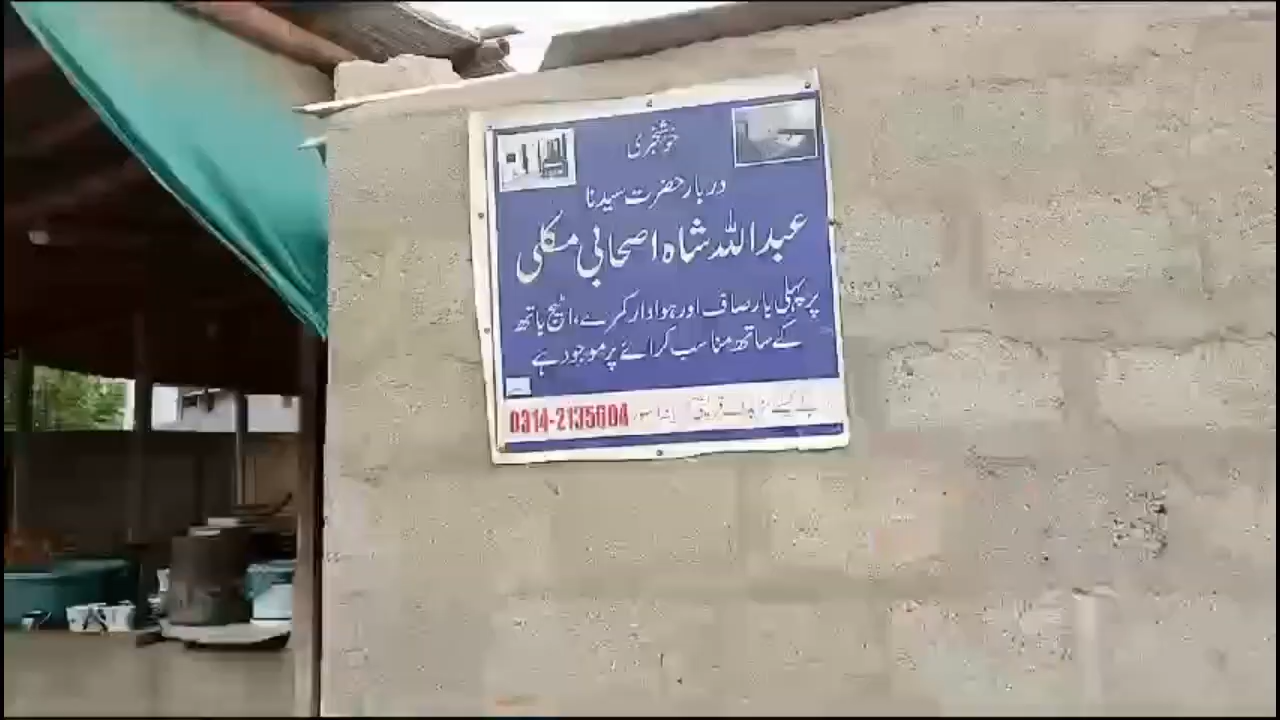 خوشخبری
دربار حضرت سیدنا
عبداللہ شاہ اصحابی مکلی
پر پہلی بار صاف اور ہوادار کمرے، اٹیچ باتھ
کے ساتھ مناسب کرائے پر موجود ہے
0314-2135604